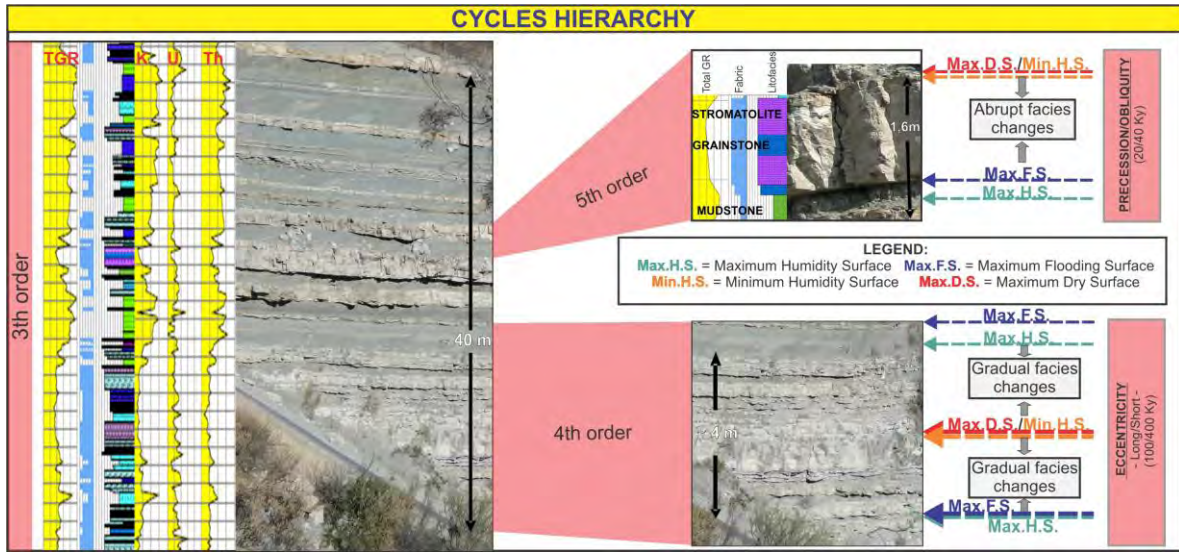 CYCLES HIERARCHY
3th order
TGR
K
U
Th
40 m
5th order
4th order
Total GR
Fabric
Litofacies
STROMATOLITE
GRAINSTONE
MUDSTONE
1,6m
Max.D.S./Min.H.S.
Abrupt facies
changes
Max.F.S.
Max.H.S.
PRECESSION/OBLIQUITY
(20/40 Ky)
LEGEND:
Max.H.S. = Maximum Humidity Surface Max.F.S. = Maximum Flooding Surface
Min.H.S. = Minimum Humidity Surface Max.D.S. = Maximum Dry Surface
4 m
Max.F.S.
Max.H.S.
Gradual facies
changes
Max.D.S./Min.H.S.
Gradual facies
changes
Max.F.S.
Max.H.S.
ECCENTRICITY
- Long/Short -
(100/400 Ky)